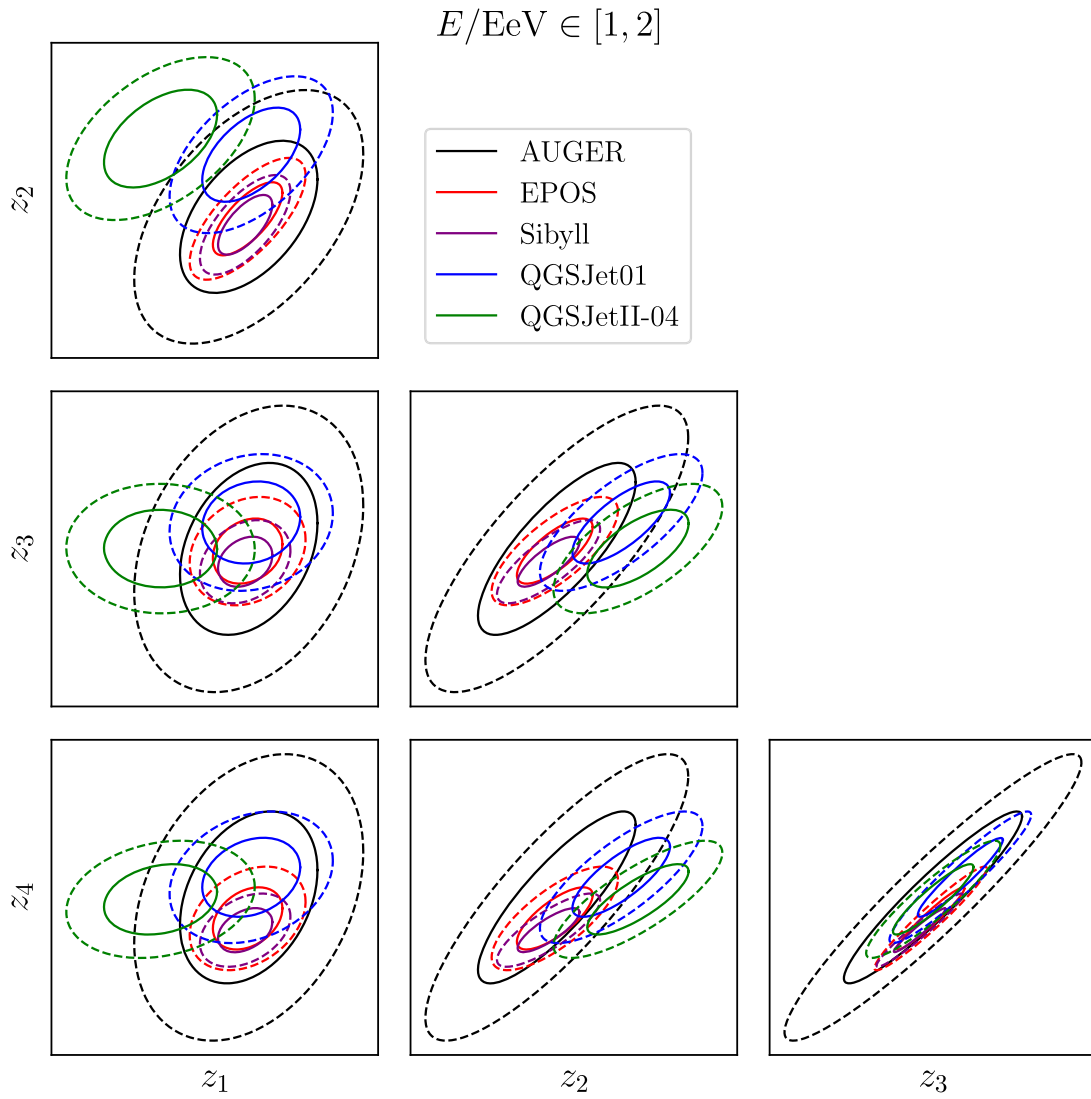 E/EeV ∈ [1, 2]
z₂
AUGER
EPOS
Sibyll
QGSJet01
QGSJetII-04
z₃
z₄
z₁
z₂
z₃